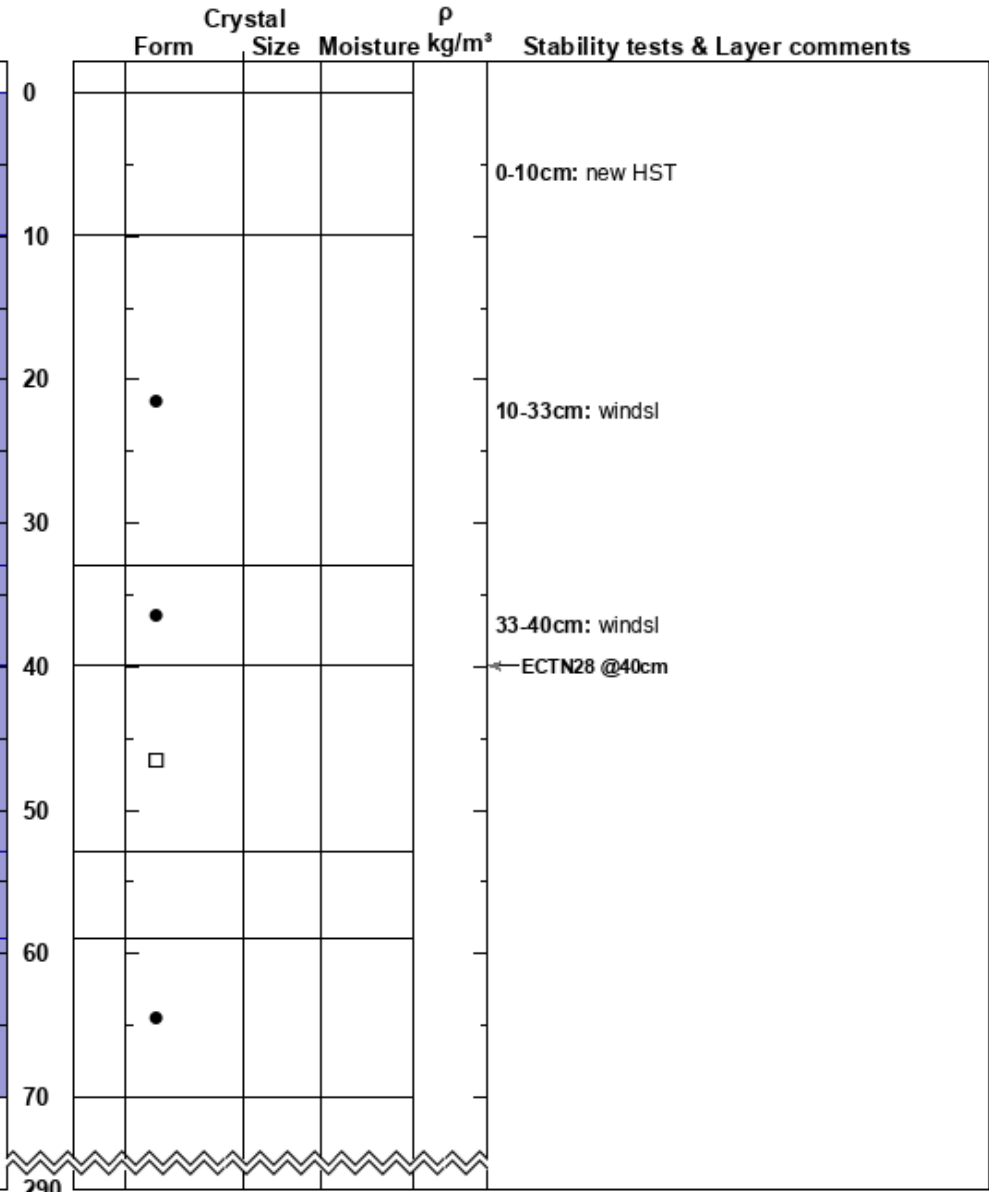 Crystal
ρ
Form Size Moisture kg/m³ Stability tests & Layer comments
0
0-10cm: new HST
10
20
10-33cm: windsl
30
33-40cm: windsl
40
ECTN28 @40cm
50
60
70
290